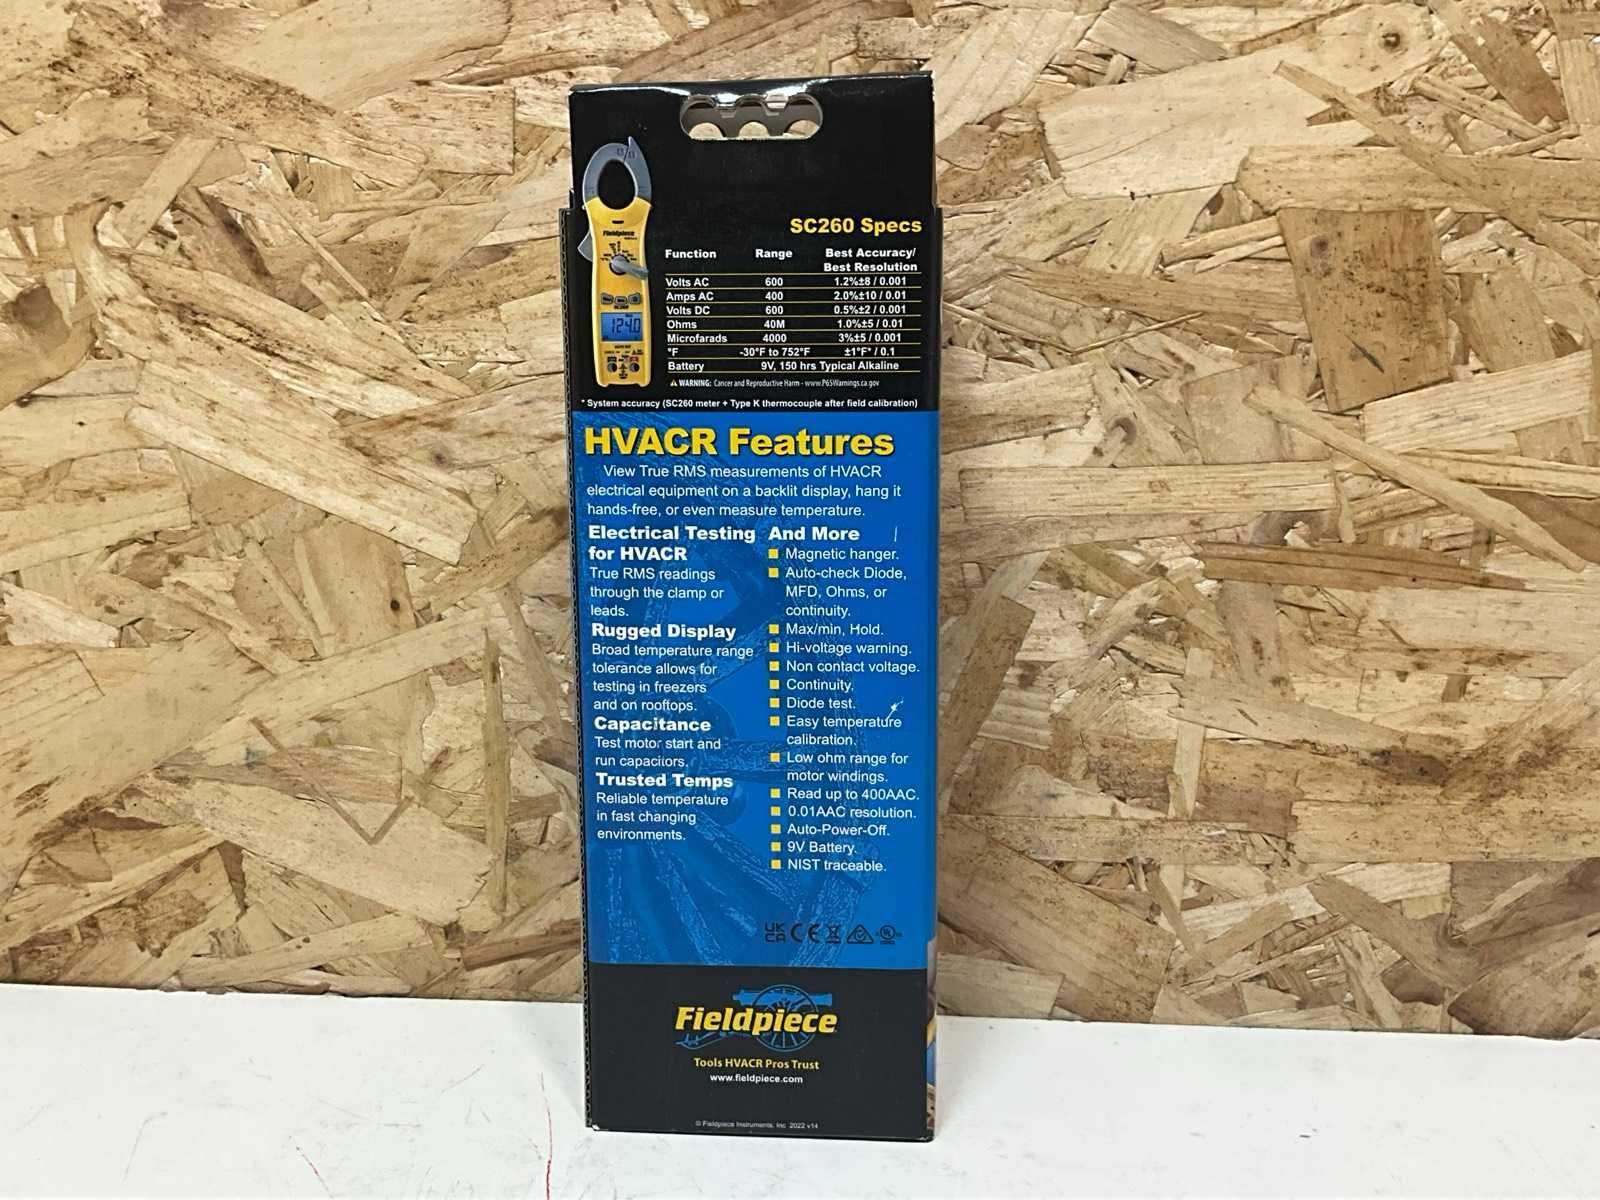 SC260 Specs
Function Range Best Accuracy/
Best Resolution
Volts AC 600 1.2%±8 / 0.001
Amps AC 400 2.0%±10 / 0.01
Volts DC 600 0.5%±2 / 0.001
Ohms 40M 1.0%±5 / 0.01
Microfarads 4000 3%±5 / 0.001
°F -30°F to 752°F ±1°F* / 0.1
Battery 9V, 150 hrs Typical Alkaline
⚠ WARNING: Cancer and Reproductive Harm - www.P65Warnings.ca.gov
* System accuracy (SC260 meter + Type K thermocouple after field calibration)
Fieldpiece
124.0
HVACR Features
View True RMS measurements of HVACR
electrical equipment on a backlit display, hang it
hands-free, or even measure temperature.
Electrical Testing
for HVACR
True RMS readings
through the clamp or
leads.
Rugged Display
Broad temperature range
tolerance allows for
testing in freezers
and on rooftops.
Capacitance
Test motor start and
run capacitors.
Trusted Temps
Reliable temperature
in fast changing
environments.
And More
Magnetic hanger.
Auto-check Diode,
MFD, Ohms, or
continuity.
Max/min, Hold.
Hi-voltage warning.
Non contact voltage.
Continuity.
Diode test.
Easy temperature
calibration.
Low ohm range for
motor windings.
Read up to 400AAC.
0.01AAC resolution.
Auto-Power-Off.
9V Battery.
NIST traceable.
UK CA CE UL
Fieldpiece
Tools HVACR Pros Trust
www.fieldpiece.com
© Fieldpiece Instruments, Inc 2022 v14